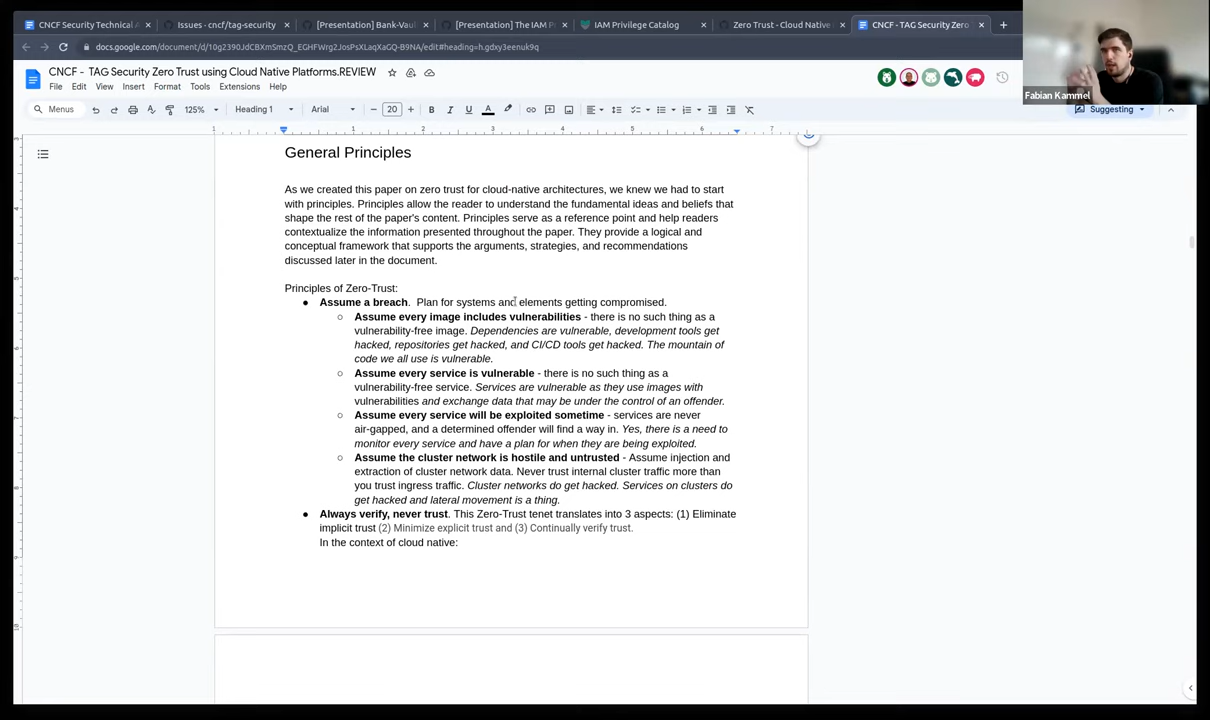 CNCF Security Technical A
Issues · cncf/tag-security
[Presentation] Bank-Vau
[Presentation] The IAM P
IAM Privilege Catalog
Zero Trust - Cloud Native
CNCF - TAG Security Zero
docs.google.com/document/d/10g2390JdCBXmSmzQ_EGHFWrg2JosPsXLaqXaGQ-B9NA/edit#heading=h.gdxy3eenuk9q
CNCF - TAG Security Zero Trust using Cloud Native Platforms.REVIEW
File Edit View Insert Format Tools Extensions Help
Fabian Kammel
Menus 125% Heading 1 Arial 20 B I U A Suggesting
1 1 2 3 4 5 6 7
General Principles
As we created this paper on zero trust for cloud-native architectures, we knew we had to start
with principles. Principles allow the reader to understand the fundamental ideas and beliefs that
shape the rest of the paper's content. Principles serve as a reference point and help readers
contextualize the information presented throughout the paper. They provide a logical and
conceptual framework that supports the arguments, strategies, and recommendations
discussed later in the document.
Principles of Zero-Trust:
● Assume a breach. Plan for systems and elements getting compromised.
○ Assume every image includes vulnerabilities - there is no such thing as a
vulnerability-free image. Dependencies are vulnerable, development tools get
hacked, repositories get hacked, and CI/CD tools get hacked. The mountain of
code we all use is vulnerable.
○ Assume every service is vulnerable - there is no such thing as a
vulnerability-free service. Services are vulnerable as they use images with
vulnerabilities and exchange data that may be under the control of an offender.
○ Assume every service will be exploited sometime - services are never
air-gapped, and a determined offender will find a way in. Yes, there is a need to
monitor every service and have a plan for when they are being exploited.
○ Assume the cluster network is hostile and untrusted - Assume injection and
extraction of cluster network data. Never trust internal cluster traffic more than
you trust ingress traffic. Cluster networks do get hacked. Services on clusters do
get hacked and lateral movement is a thing.
● Always verify, never trust. This Zero-Trust tenet translates into 3 aspects: (1) Eliminate
implicit trust (2) Minimize explicit trust and (3) Continually verify trust.
In the context of cloud native: